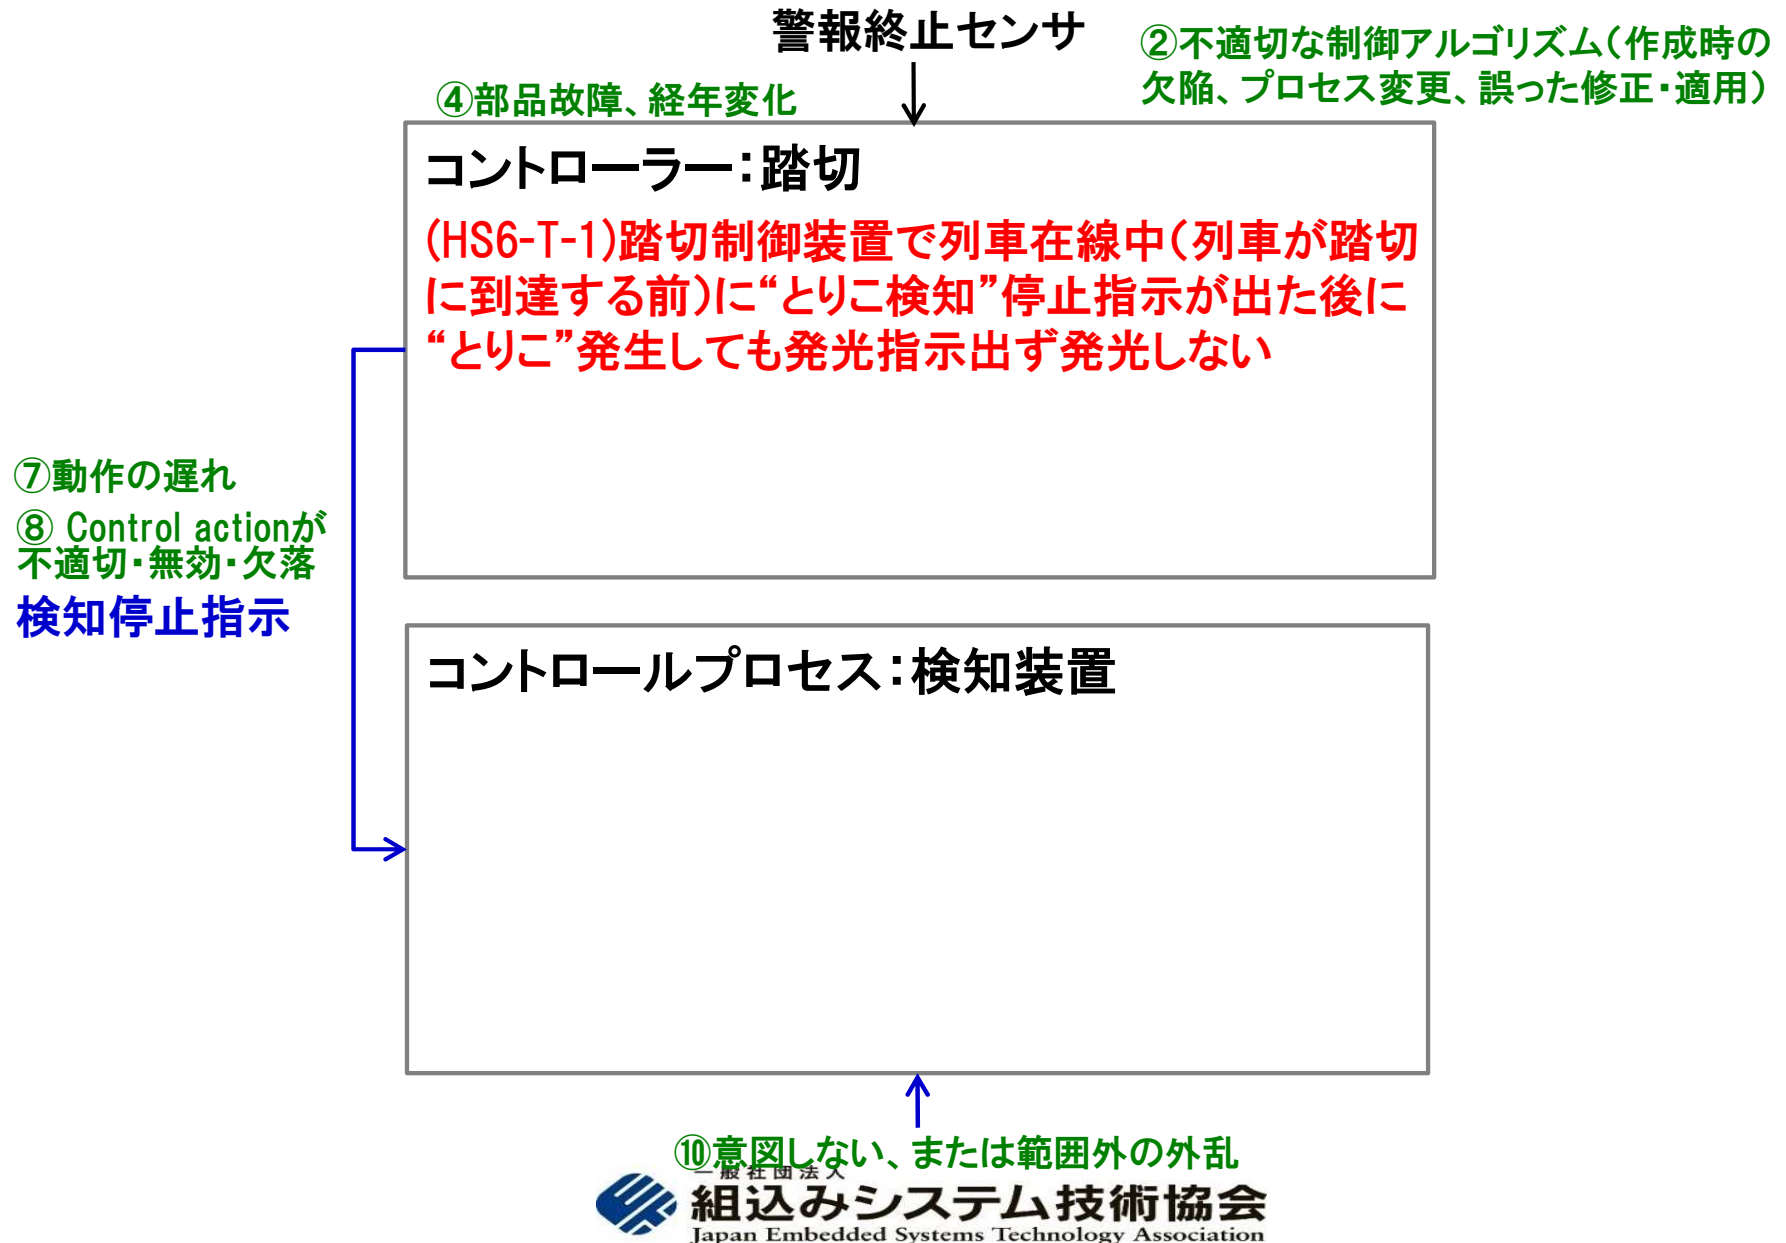 警報終止センサ
②不適切な制御アルゴリズム（作成時の
欠陥、プロセス変更、誤った修正・適用）
④部品故障、経年変化
コントローラー：踏切
(HS6-T-1)踏切制御装置で列車在線中（列車が踏切
に到達する前）に“とりこ検知”停止指示が出た後に
“とりこ”発生しても発光指示出ず発光しない
⑦動作の遅れ
⑧ Control actionが
不適切・無効・欠落
検知停止指示
コントロールプロセス：検知装置
⑩意図しない、または範囲外の外乱
一般社団法人
組込みシステム技術協会
Japan Embedded Systems Technology Association